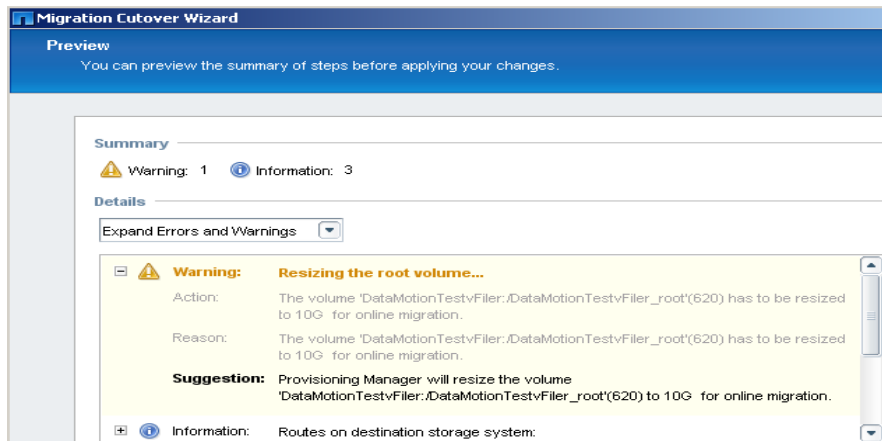 Migration Cutover Wizard
Preview
You can preview the summary of steps before applying your changes.
Summary
Warning: 1 Information: 3
Details
Expand Errors and Warnings
Warning: Resizing the root volume...
Action: The volume 'DataMotionTestvFiler:/DataMotionTestvFiler_root'(620) has to be resized
to 10G for online migration.
Reason: The volume 'DataMotionTestvFiler:/DataMotionTestvFiler_root'(620) has to be resized
to 10G for online migration.
Suggestion: Provisioning Manager will resize the volume
'DataMotionTestvFiler:/DataMotionTestvFiler_root'(620) to 10G for online migration.
Information: Routes on destination storage system: